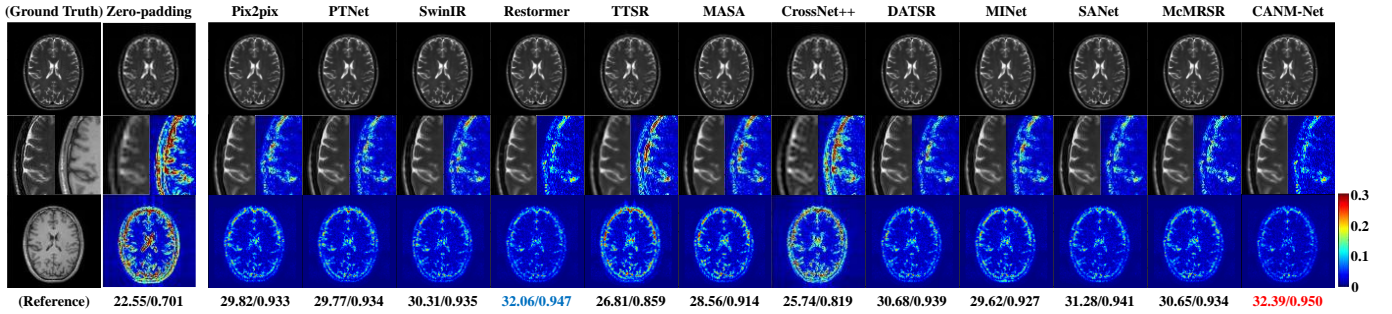 (Ground Truth) Zero-padding Pix2pix PTNet SwinIR Restormer TTSR MASA CrossNet++ DATSR MINet SANet McMRSR CANM-Net
0.3
0.2
0.1
0
(Reference) 22.55/0.701 29.82/0.933 29.77/0.934 30.31/0.935 32.06/0.947 26.81/0.859 28.56/0.914 25.74/0.819 30.68/0.939 29.62/0.927 31.28/0.941 30.65/0.934 32.39/0.950